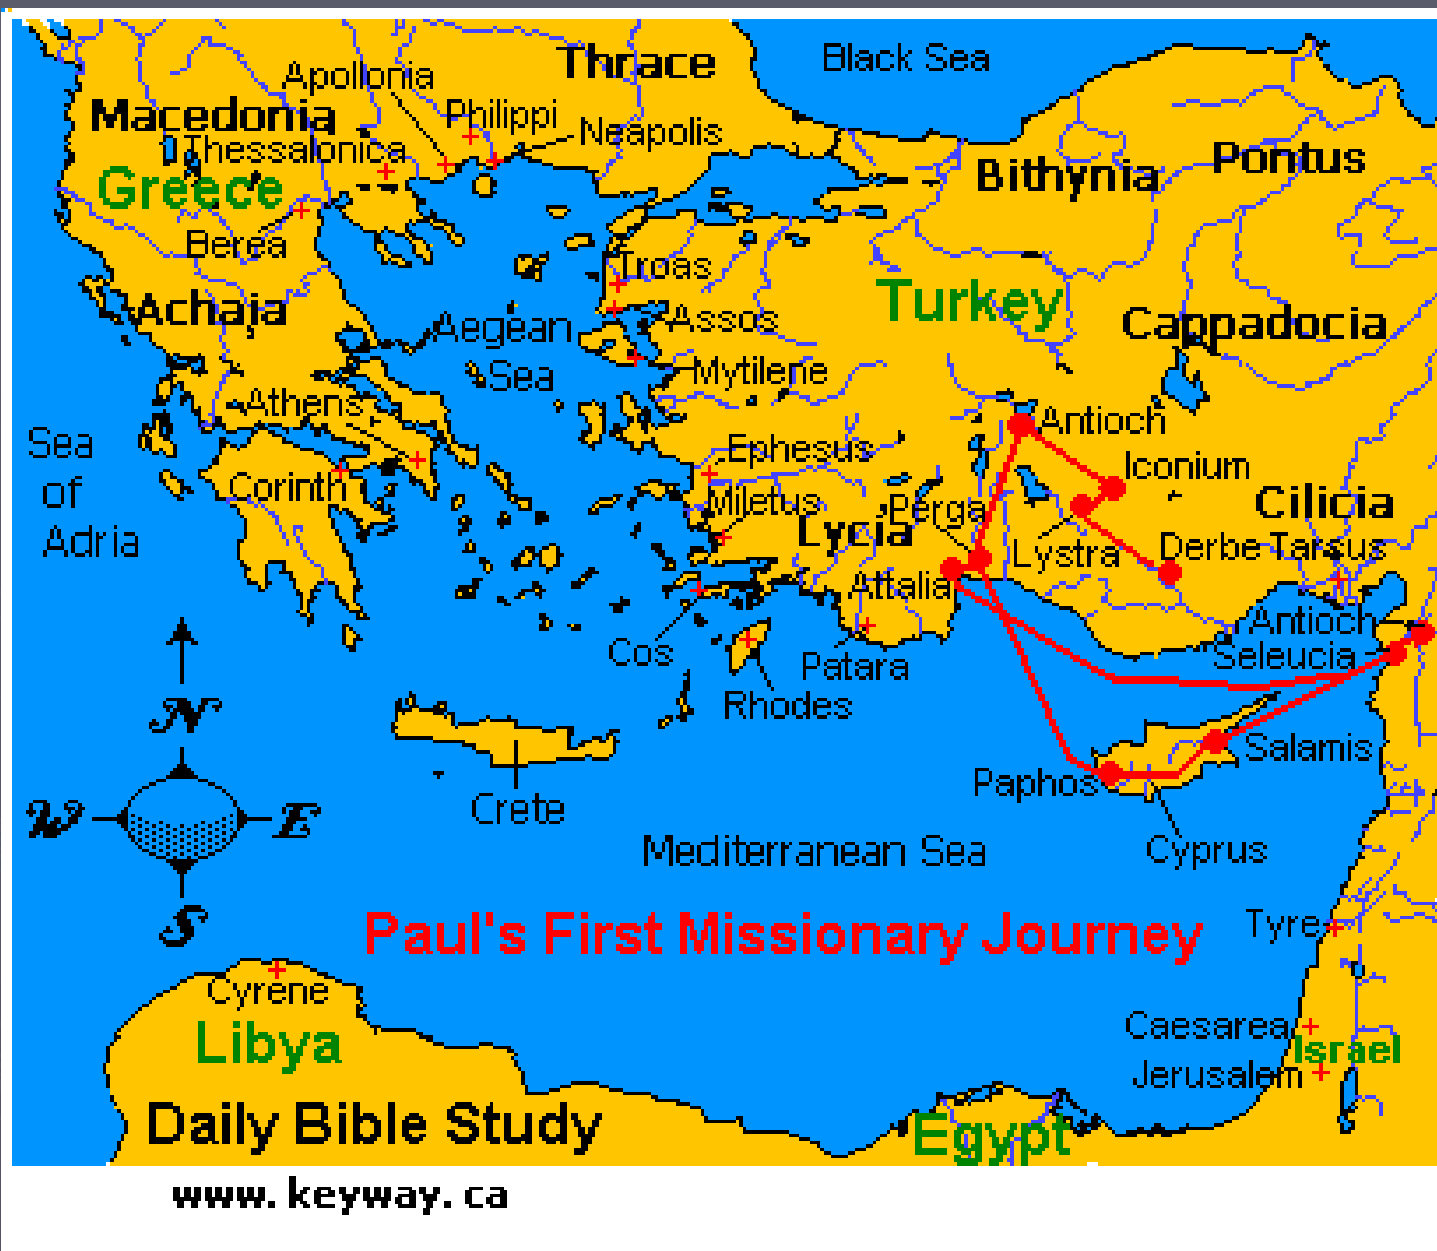 Thrace
Black Sea
Apollonia
Macedonia
Philippi
Neapolis
Thessalonica
Bithynia
Pontus
Greece
Berea
Troas
Achaia
Turkey
Aegean
Sea
Assos
Cappadocia
Mytilene
Athens
Antioch
Sea
of
Adria
Ephesus
Iconium
Corinth
Miletus
Perga
Cilicia
Lycia
Lystra
Derbe
Tarsus
Attalia
Antioch
Cos
Patara
Seleucia
Rhodes
N
Salamis
Paphos
Crete
W
E
Mediterranean Sea
Cyprus
S
Paul's First Missionary Journey
Tyre
Cyrene
Caesarea
Libya
Israel
Jerusalem
Daily Bible Study
Egypt
www.keyway.ca